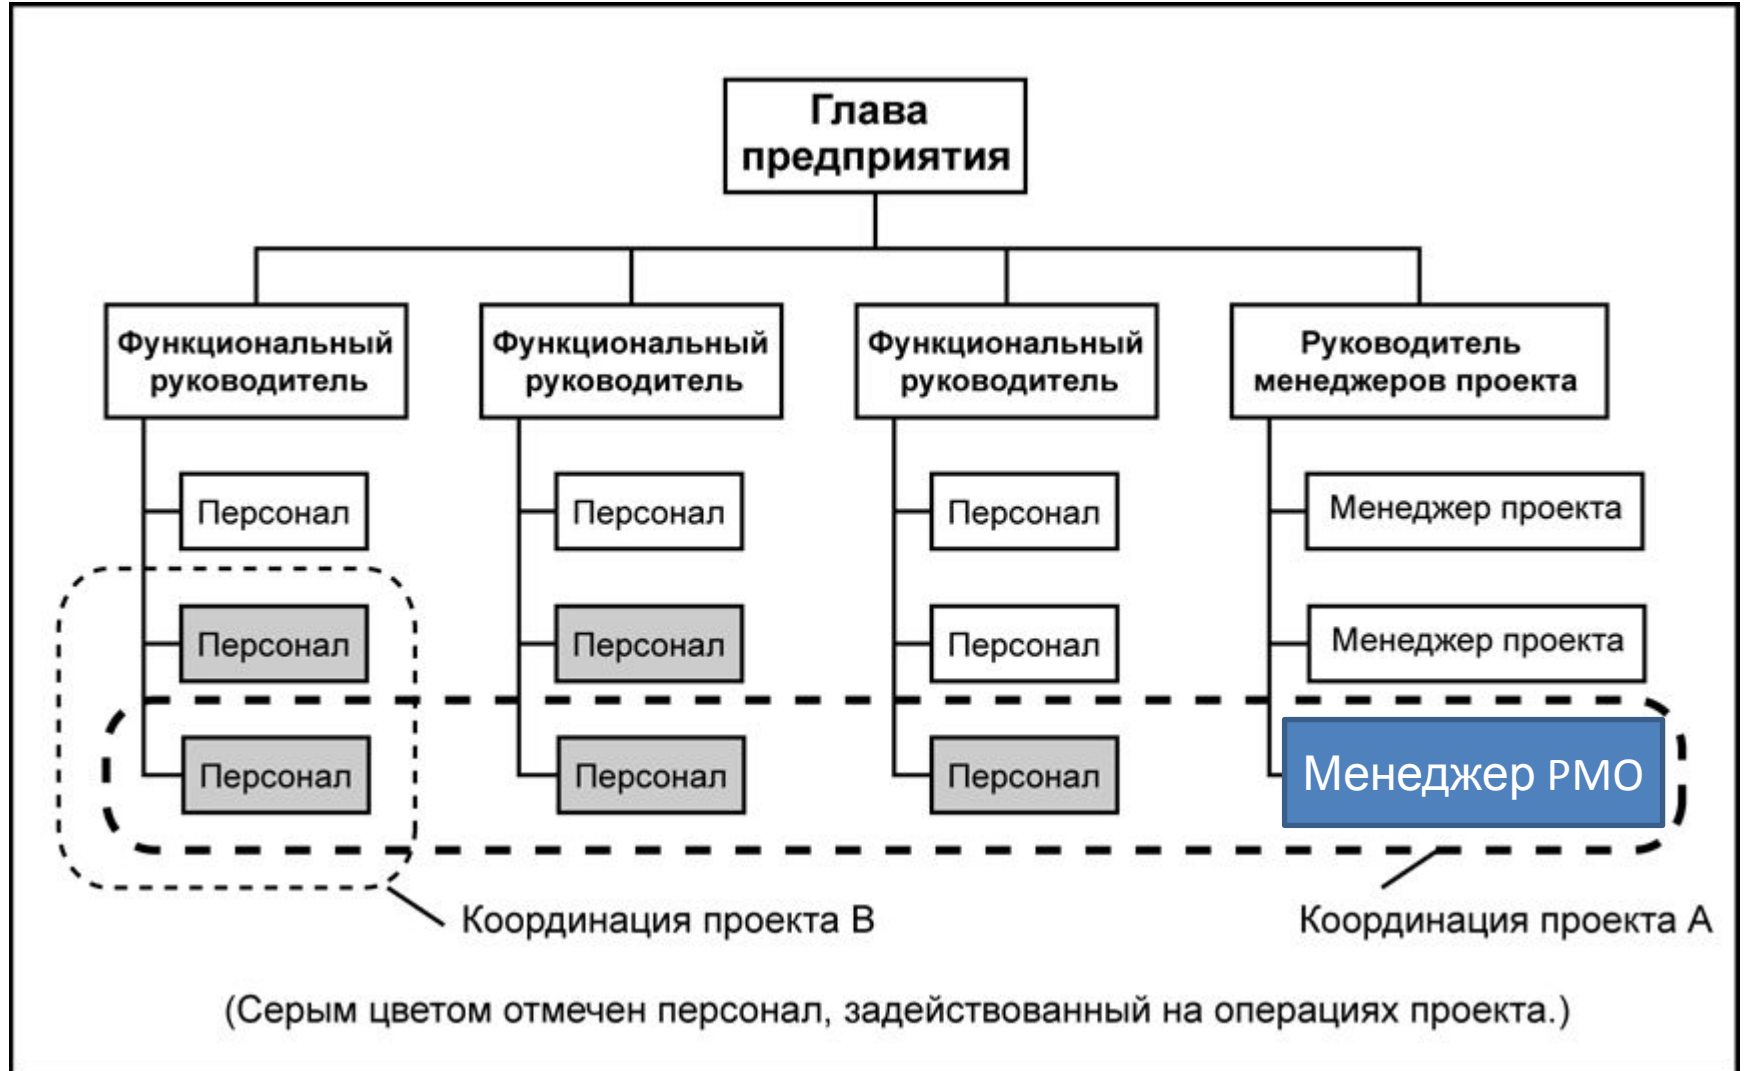 Глава
предприятия
Функциональный
руководитель
Функциональный
руководитель
Функциональный
руководитель
Руководитель
менеджеров проекта
Персонал
Персонал
Персонал
Менеджер проекта
Персонал
Персонал
Персонал
Менеджер проекта
Персонал
Персонал
Персонал
Менеджер PMO
Координация проекта В
Координация проекта А
(Серым цветом отмечен персонал, задействованный на операциях проекта.)